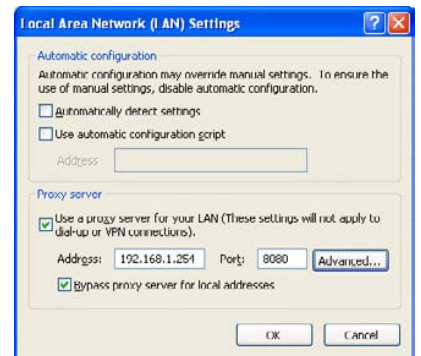 Local Area Network (LAN) Settings
Automatic configuration
Automatic configuration may override manual settings. To ensure the
use of manual settings, disable automatic configuration.
Automatically detect settings
Use automatic configuration script
Address
Proxy server
Use a proxy server for your LAN (These settings will not apply to
dial-up or VPN connections).
Address: 192.168.1.254 Port: 8080 Advanced...
Bypass proxy server for local addresses
OK Cancel